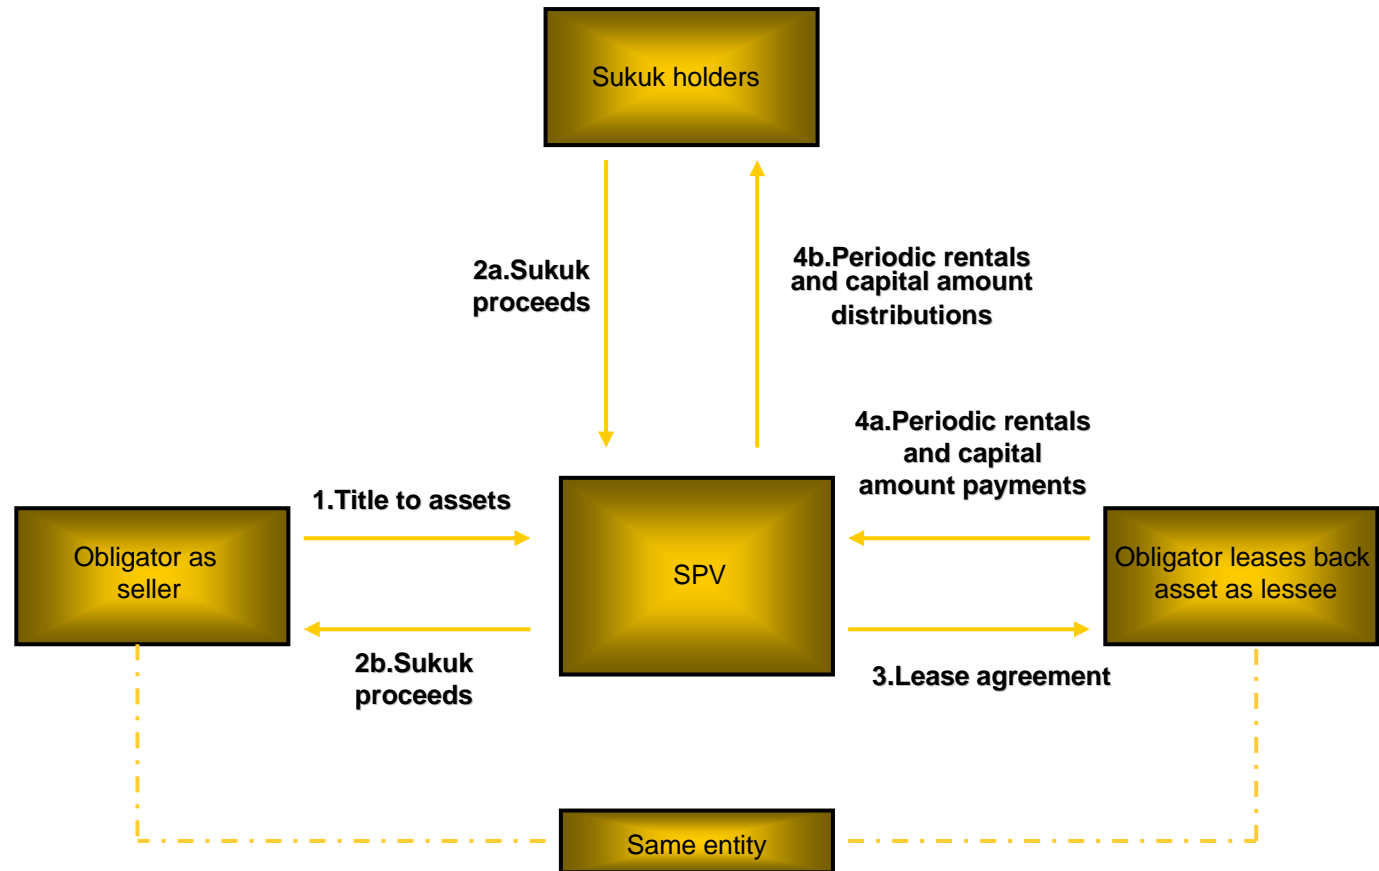 Sukuk holders
2a.Sukuk
proceeds
4b.Periodic rentals
and capital amount
distributions
4a.Periodic rentals
and capital
amount payments
1.Title to assets
Obligator as
seller
SPV
Obligator leases back
asset as lessee
2b.Sukuk
proceeds
3.Lease agreement
Same entity